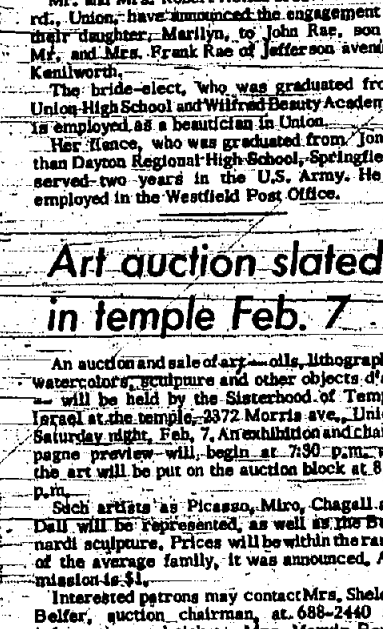 Mr. and Mrs. Robert
rd., Union, have announced the engagement
their daughter, Marilyn, to John Rae, son
Mr. and Mrs. Frank Rae of Jefferson aven
Kenilworth.
The bride-elect, who was graduated fro
Union High School and Wilfred Beauty Academ
is employed as a beautician in Union.
Her fiance, who was graduated from Jon
than Dayton Regional High School, Springfie
served two years in the U.S. Army. He
employed in the Westfield Post Office.
Art auction slated
in temple Feb. 7
An auction and sale of art — oils, lithograp
watercolors, sculpture and other objects d'
— will be held by the Sisterhood of Tem
Israel at the temple, 2372 Morris ave., Uni
Saturday night, Feb. 7. An exhibition and cha
pagne preview will begin at 7:30 p.m.
the art will be put on the auction block at 8
p.m.
Such artists as Picasso, Miro, Chagall
Dali will be represented, as well as the Bu
nardi sculpture. Prices will be within the ra
of the average family, it was announced. A
mission is $1.
Interested patrons may contact Mrs. Shel
Belfer, auction chairman, at 688-2440